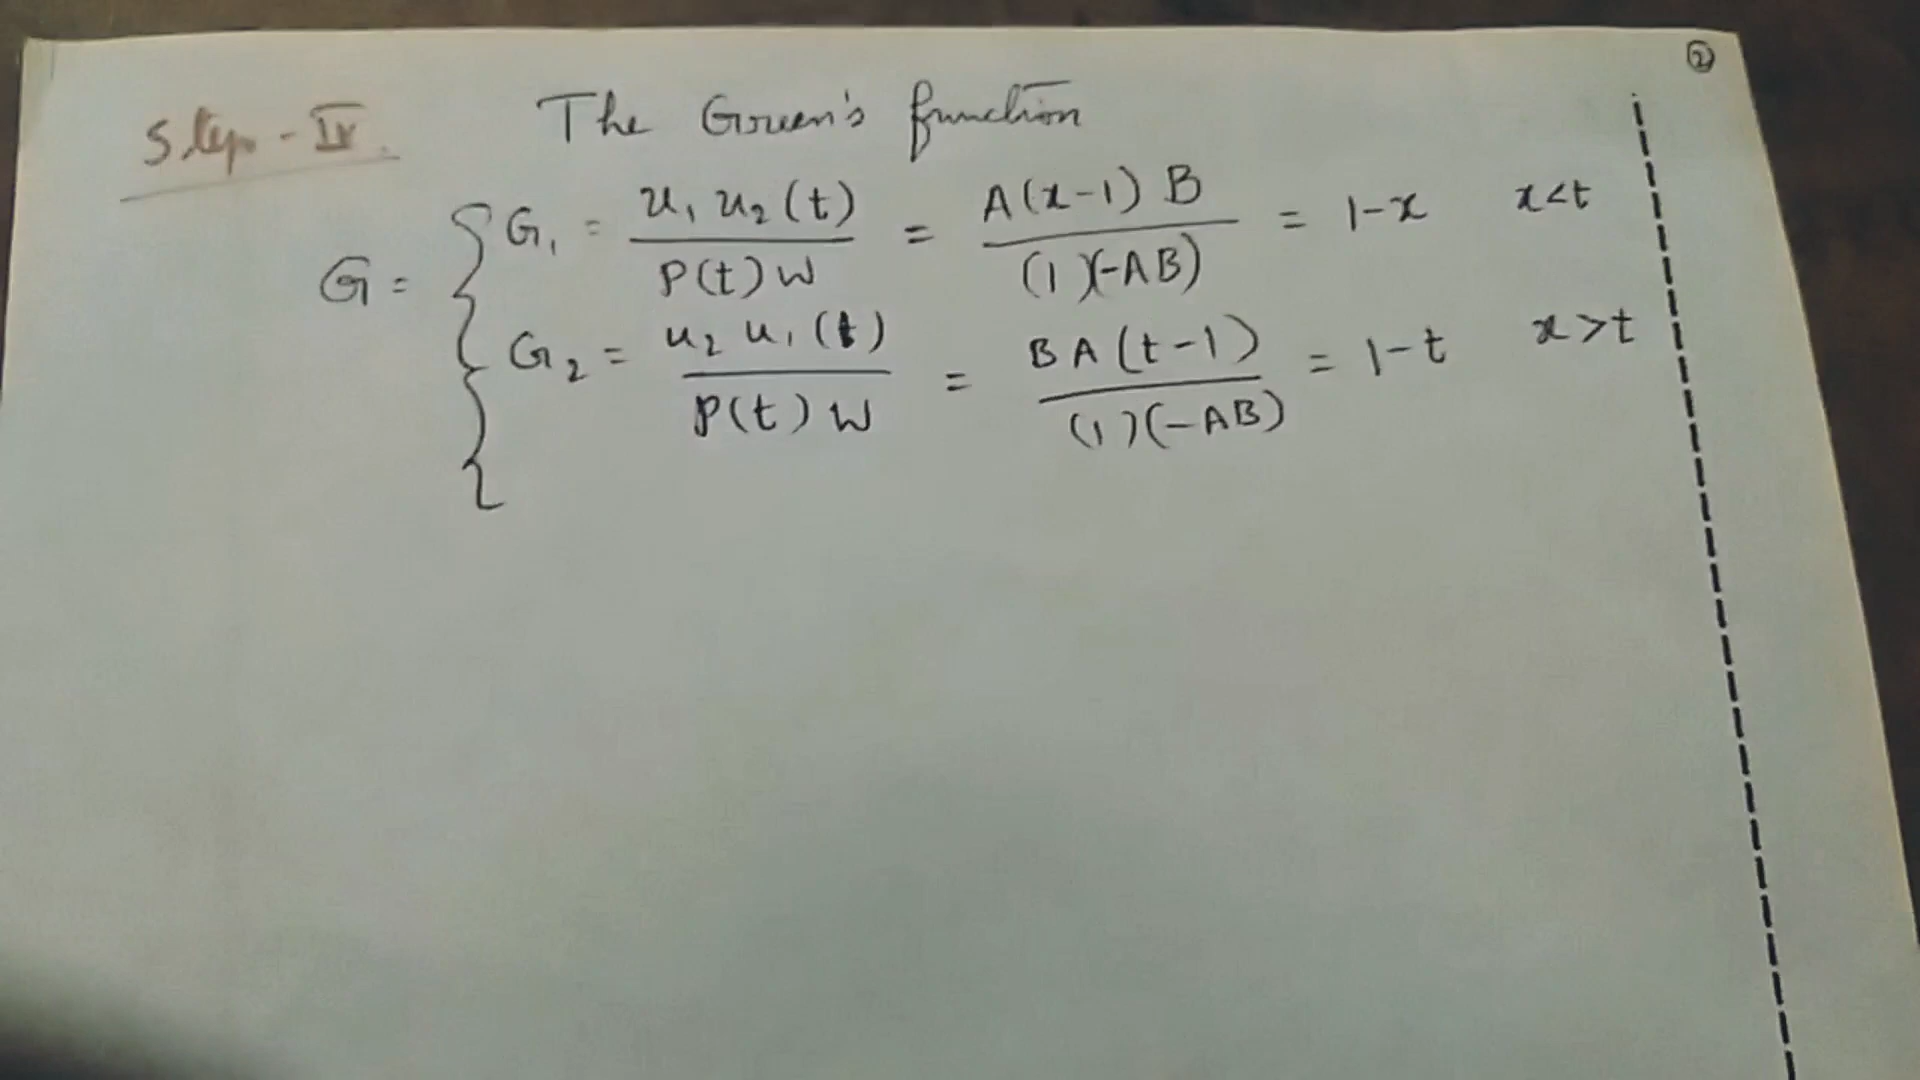 ②
Step - IV. The Green's function
G = { G₁ = u₁ u₂(t) / P(t) W = A(x-1) B / (1)(-AB) = 1-x x<t
G₂ = u₂ u₁(t) / P(t) W = B A (t-1) / (1)(-AB) = 1-t x>t